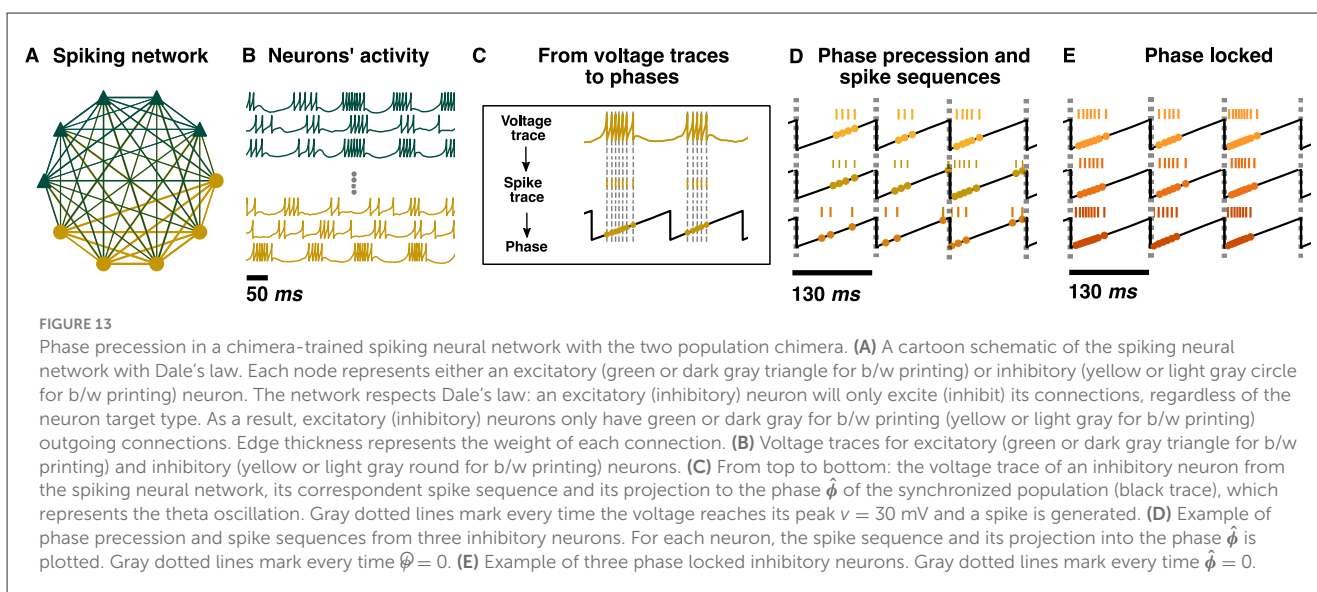 A Spiking network
B Neurons' activity
50 ms
C From voltage traces
to phases
Voltage
trace
Spike
trace
Phase
D Phase precession and
spike sequences
130 ms
E Phase locked
130 ms
FIGURE 13
Phase precession in a chimera-trained spiking neural network with the two population chimera. (A) A cartoon schematic of the spiking neural
network with Dale's law. Each node represents either an excitatory (green or dark gray triangle for b/w printing) or inhibitory (yellow or light gray circle
for b/w printing) neuron. The network respects Dale's law: an excitatory (inhibitory) neuron will only excite (inhibit) its connections, regardless of the
neuron target type. As a result, excitatory (inhibitory) neurons only have green or dark gray for b/w printing (yellow or light gray for b/w printing)
outgoing connections. Edge thickness represents the weight of each connection. (B) Voltage traces for excitatory (green or dark gray triangle for b/w
printing) and inhibitory (yellow or light gray round for b/w printing) neurons. (C) From top to bottom: the voltage trace of an inhibitory neuron from
the spiking neural network, its correspondent spike sequence and its projection to the phase ϕ̂ of the synchronized population (black trace), which
represents the theta oscillation. Gray dotted lines mark every time the voltage reaches its peak v = 30 mV and a spike is generated. (D) Example of
phase precession and spike sequences from three inhibitory neurons. For each neuron, the spike sequence and its projection into the phase ϕ̂ is
plotted. Gray dotted lines mark every time ϕ̂ = 0. (E) Example of three phase locked inhibitory neurons. Gray dotted lines mark every time ϕ̂ = 0.